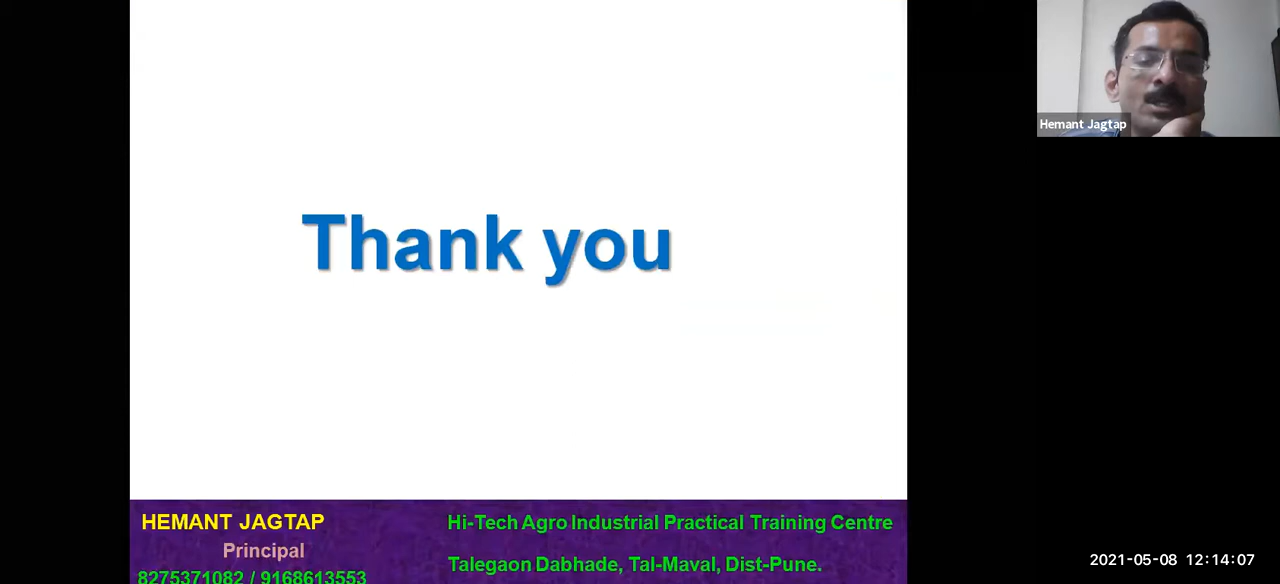 Hemant Jagtap
Thank you
HEMANT JAGTAP
Principal
8275371082 / 9168613553
Hi-Tech Agro Industrial Practical Training Centre
Talegaon Dabhade, Tal-Maval, Dist-Pune.
2021-05-08 12:14:07